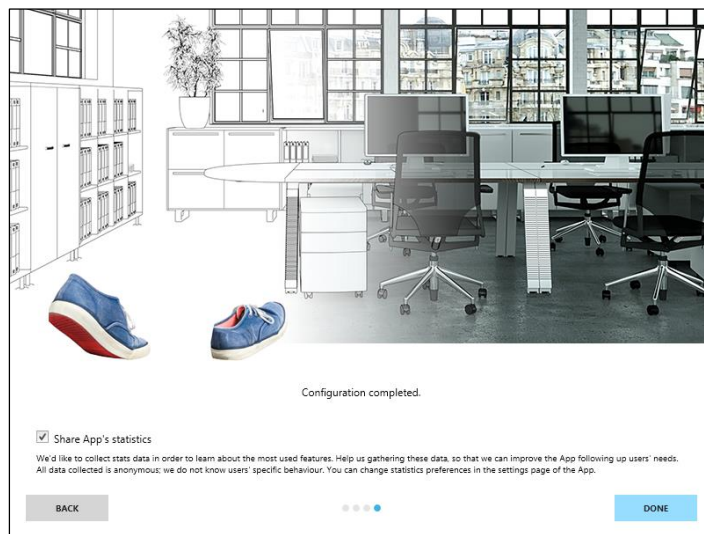 Configuration completed.
Share App's statistics
We'd like to collect stats data in order to learn about the most used features. Help us gathering these data, so that we can improve the App following up users' needs.
All data collected is anonymous; we do not know users' specific behaviour. You can change statistics preferences in the settings page of the App.
BACK
DONE